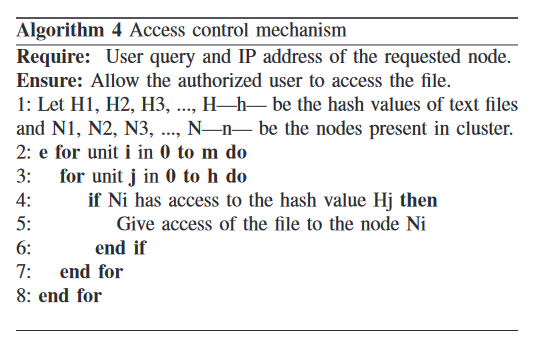 Algorithm 4 Access control mechanism
Require: User query and IP address of the requested node.
Ensure: Allow the authorized user to access the file.
1: Let H1, H2, H3, ..., H—h— be the hash values of text files
and N1, N2, N3, ..., N—n— be the nodes present in cluster.
2: e for unit i in 0 to m do
3: for unit j in 0 to h do
4: if Ni has access to the hash value Hj then
5: Give access of the file to the node Ni
6: end if
7: end for
8: end for